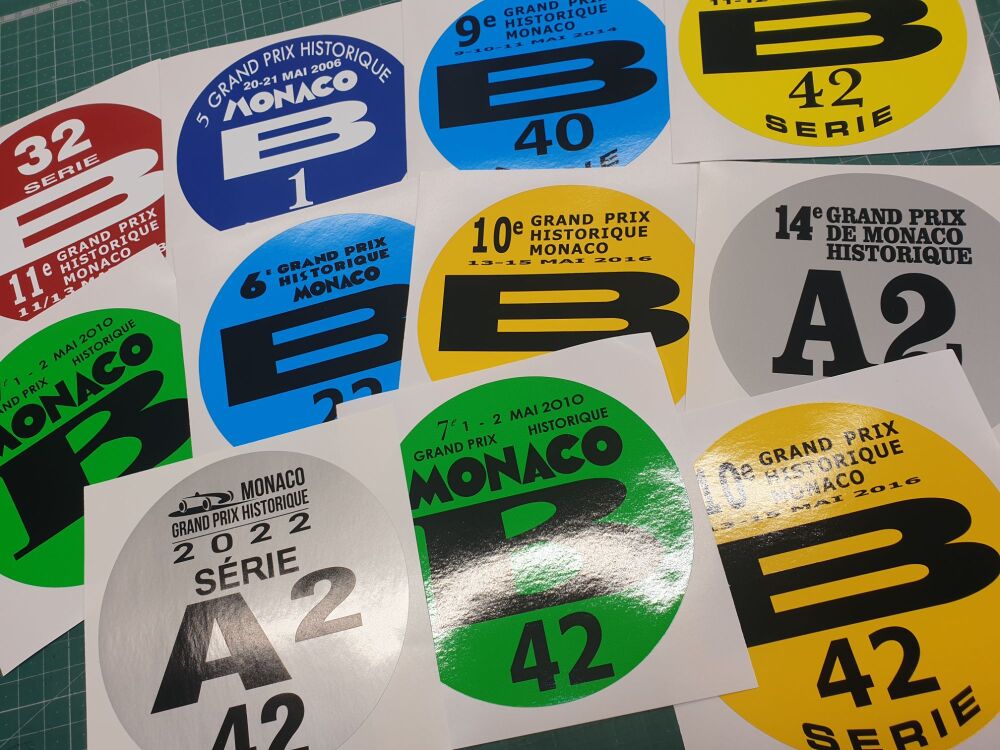 32
SERIE
B
11e GRAND PRIX
HISTORIQUE
MONACO
5 GRAND PRIX HISTORIQUE
20-21 MAI 2006
MONACO
B
1
9e GRAND PRIX
HISTORIQUE
MONACO
9-10-11 MAI 2014
B
40
B
42
SERIE
7e 1 - 2 MAI 2010
GRAND PRIX HISTORIQUE
MONACO
B
6e GRAND PRIX
HISTORIQUE
MONACO
B
10e GRAND PRIX
HISTORIQUE
MONACO
13-15 MAI 2016
B
14e GRAND PRIX
DE MONACO
HISTORIQUE
A2
MONACO
GRAND PRIX HISTORIQUE
2022
SÉRIE
A2
42
7e 1 - 2 MAI 2010
GRAND PRIX HISTORIQUE
MONACO
B
42
10e GRAND PRIX
HISTORIQUE
MONACO
13-15 MAI 2016
B
42
SERIE